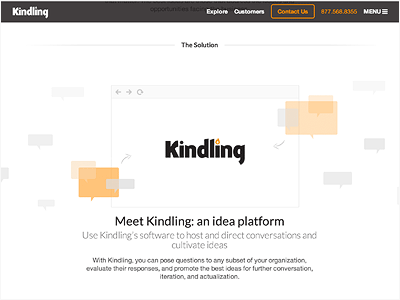 Kindling
Explore Customers Contact Us 877.568.8355 MENU
The Solution
Kindling
Meet Kindling: an idea platform
Use Kindling's software to host and direct conversations and
cultivate ideas
With Kindling, you can pose questions to any subset of your organization,
evaluate their responses, and promote the best ideas for further conversation,
iteration, and actualization.